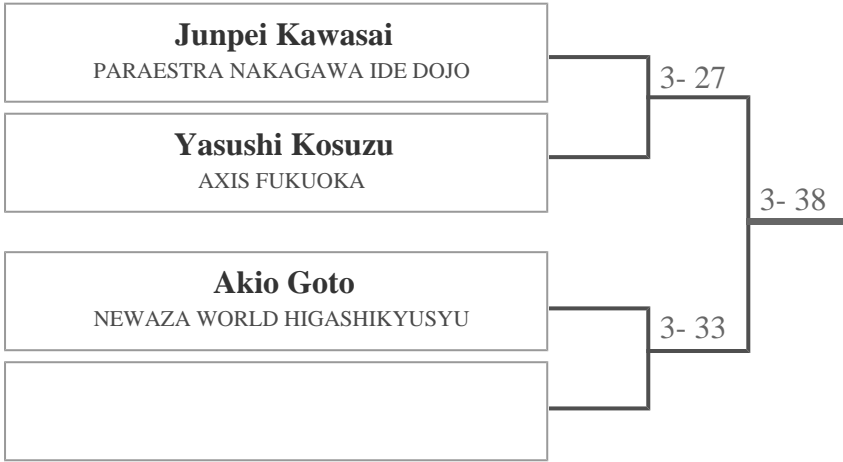 Junpei Kawasai
PARAESTRA NAKAGAWA IDE DOJO
3- 27
Yasushi Kosuzu
AXIS FUKUOKA
3- 38
Akio Goto
NEWAZA WORLD HIGASHIKYUSYU
3- 33